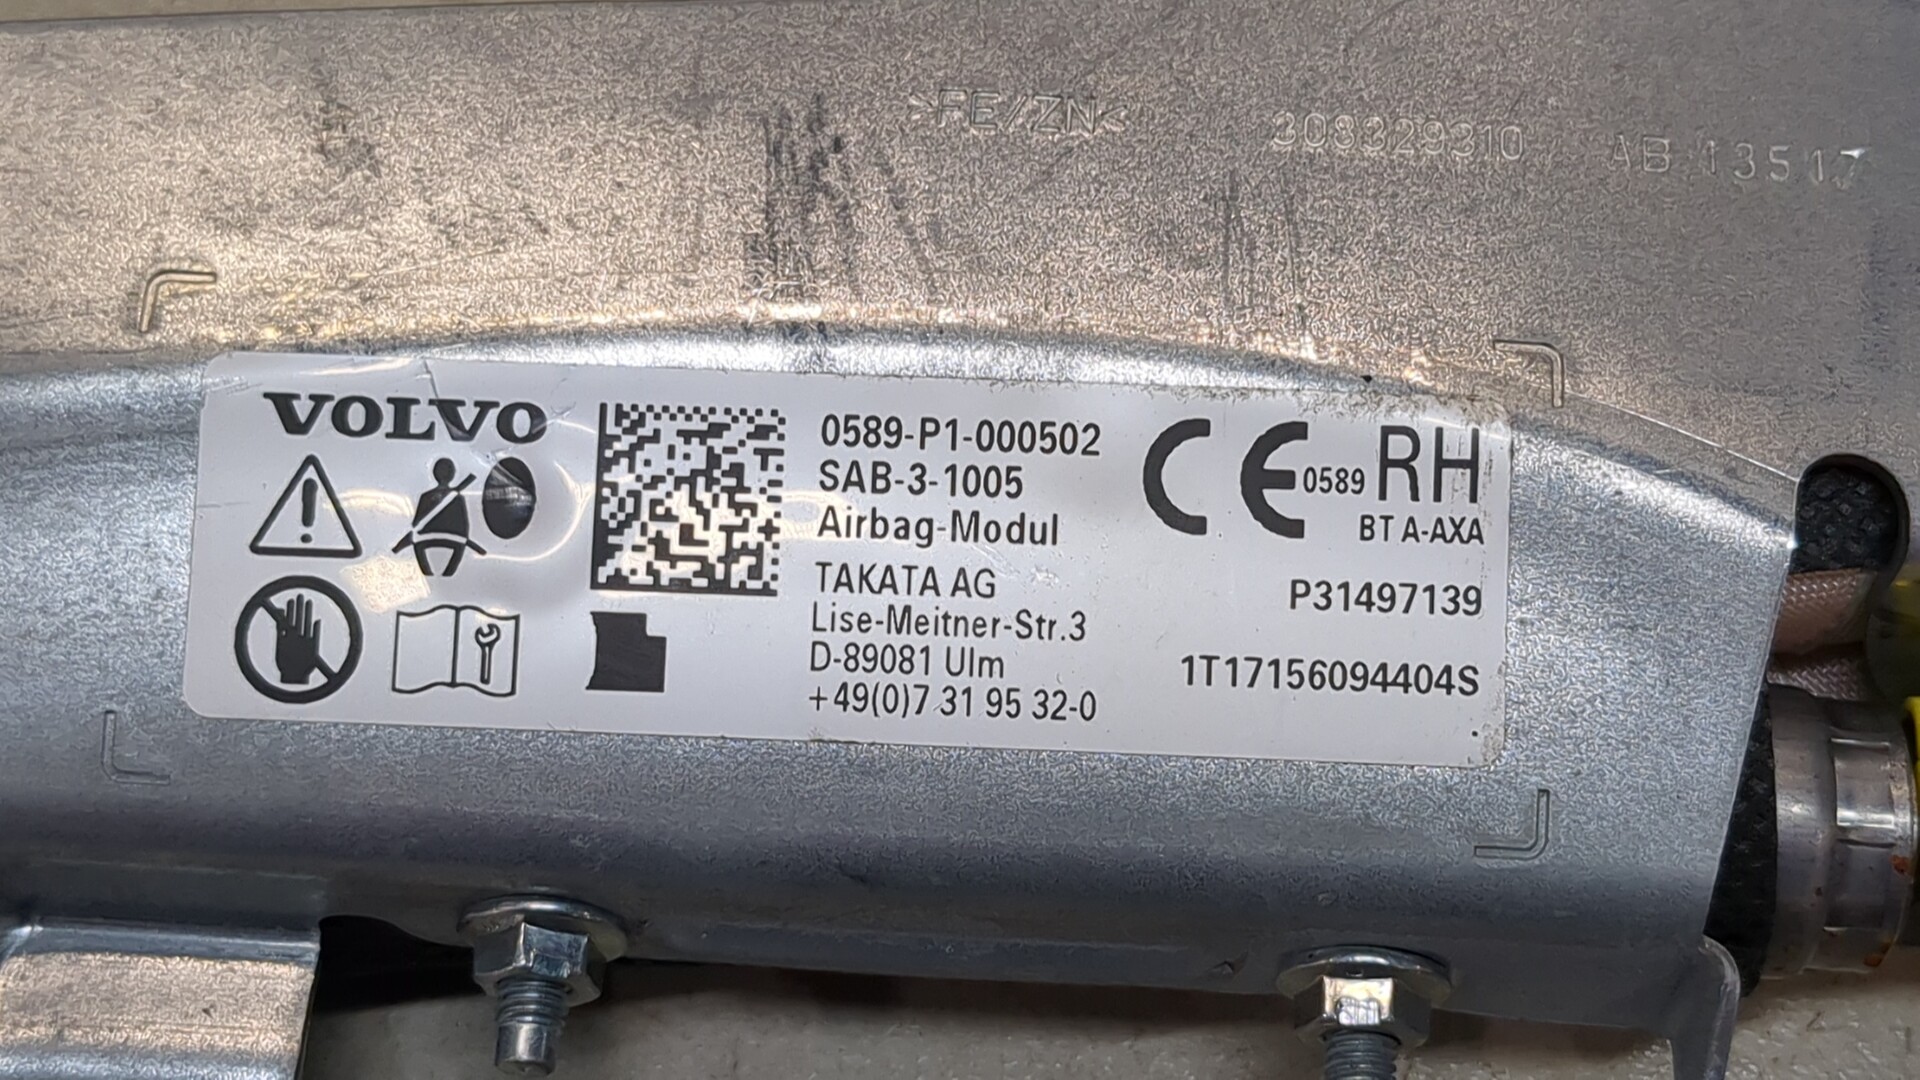 >FE/ZN<
308329310 AB 13517
VOLVO
0589-P1-000502
SAB-3-1005
Airbag-Modul
TAKATA AG
Lise-Meitner-Str.3
D-89081 Ulm
+49(0)7 31 95 32-0
CE 0589 RH
BT A-AXA
P31497139
1T17156094404S